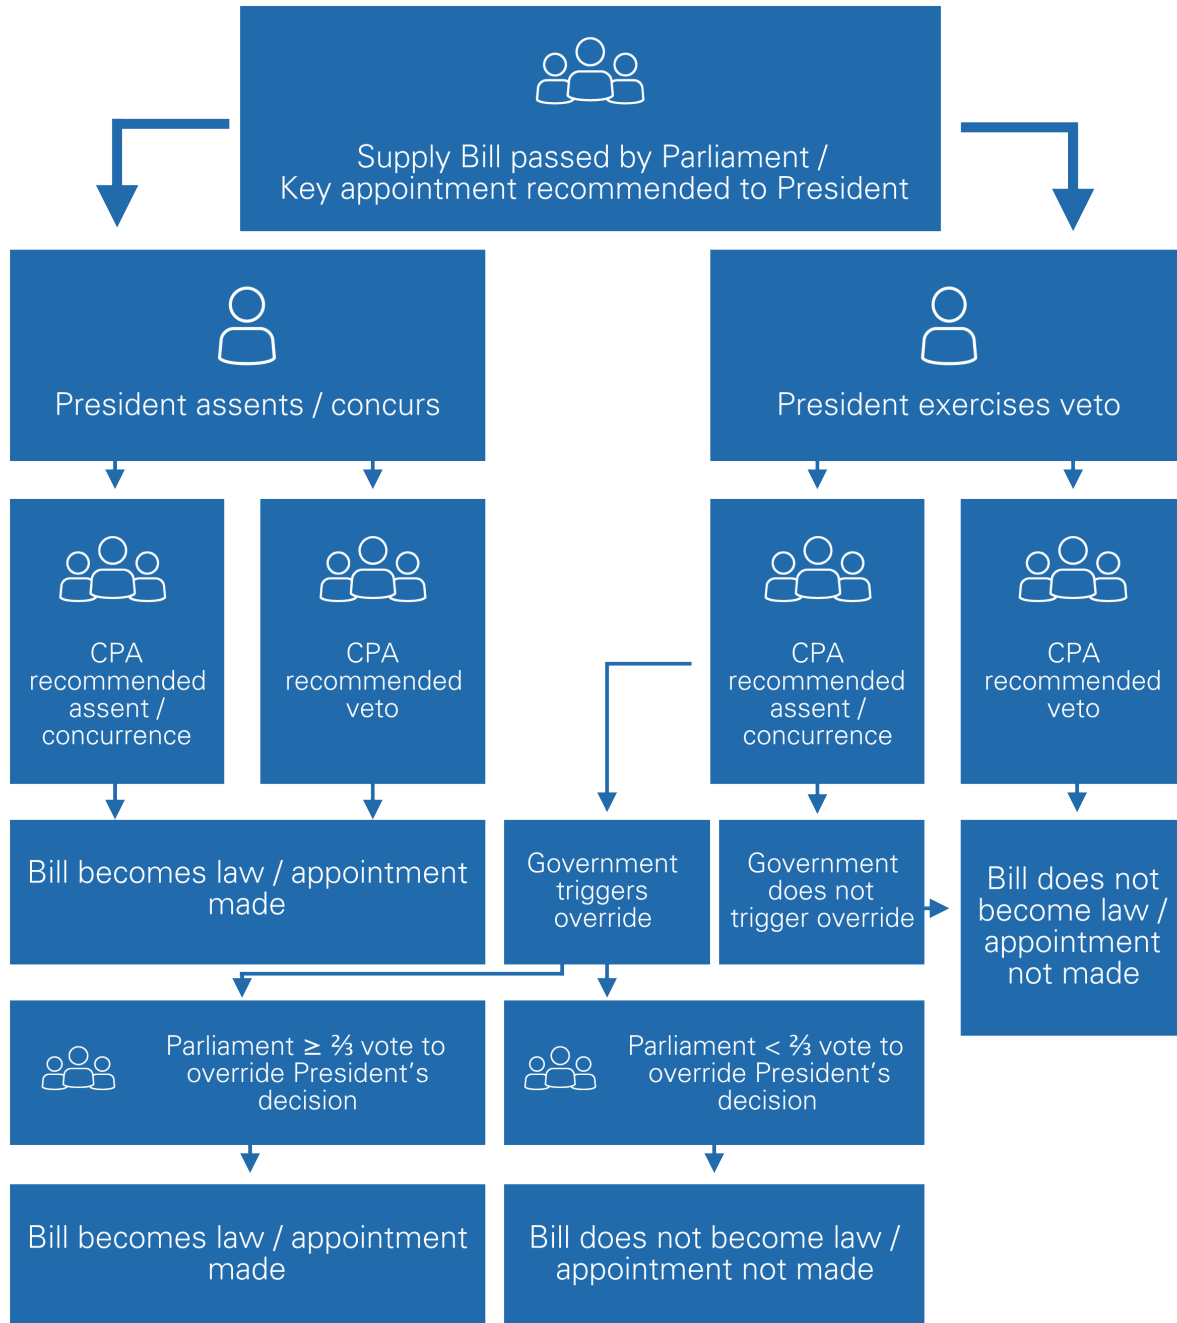 Supply Bill passed by Parliament /
Key appointment recommended to President
President assents / concurs
President exercises veto
CPA
recommended
assent /
concurrence
CPA
recommended
veto
CPA
recommended
assent /
concurrence
CPA
recommended
veto
Bill becomes law / appointment
made
Government
triggers
override
Government
does not
trigger override
Bill does not
become law /
appointment
not made
Parliament ≥ ⅔ vote to
override President’s
decision
Parliament < ⅔ vote to
override President’s
decision
Bill becomes law / appointment
made
Bill does not become law /
appointment not made